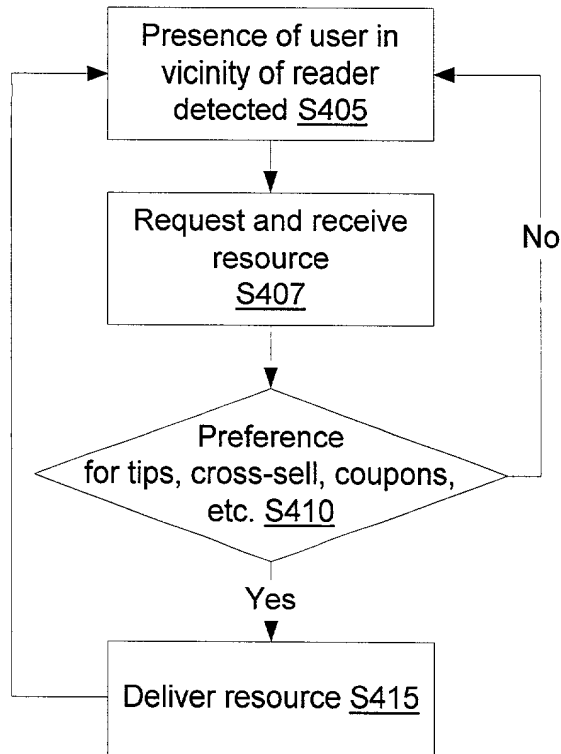 Presence of user in
vicinity of reader
detected S405
Request and receive
resource
S407
No
Preference
for tips, cross-sell, coupons,
etc. S410
Yes
Deliver resource S415